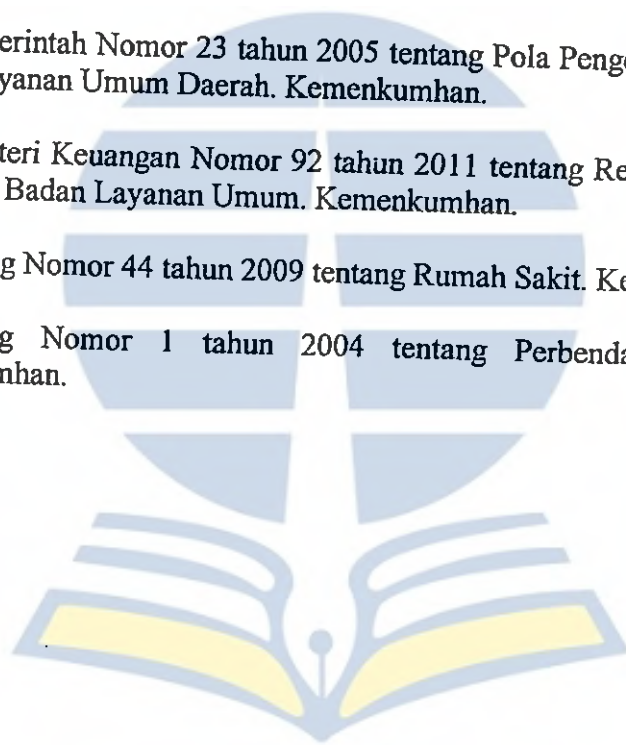 erintah Nomor 23 tahun 2005 tentang Pola Peng
yanan Umum Daerah. Kemenkumhan.
teri Keuangan Nomor 92 tahun 2011 tentang Re
Badan Layanan Umum. Kemenkumhan.
g Nomor 44 tahun 2009 tentang Rumah Sakit. Ke
g Nomor 1 tahun 2004 tentang Perbenda
mhan.